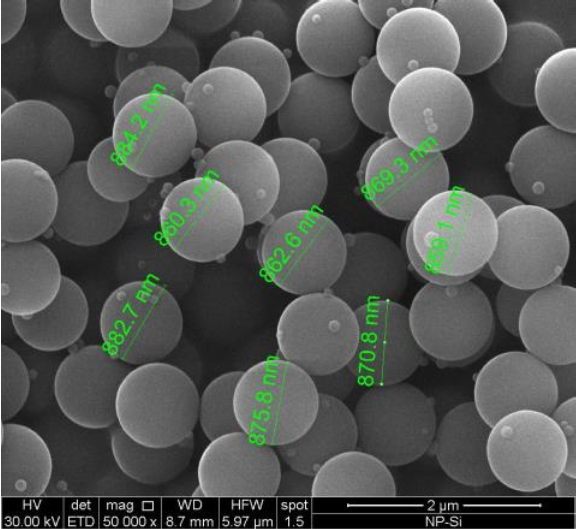 884.2 nm
869.3 nm
860.3 nm
859.1 nm
862.6 nm
882.7 nm
870.8 nm
875.8 nm
HV det mag □ WD HFW spot 2 µm
30.00 kV ETD 50 000 x 8.7 mm 5.97 µm 1.5 NP-Si